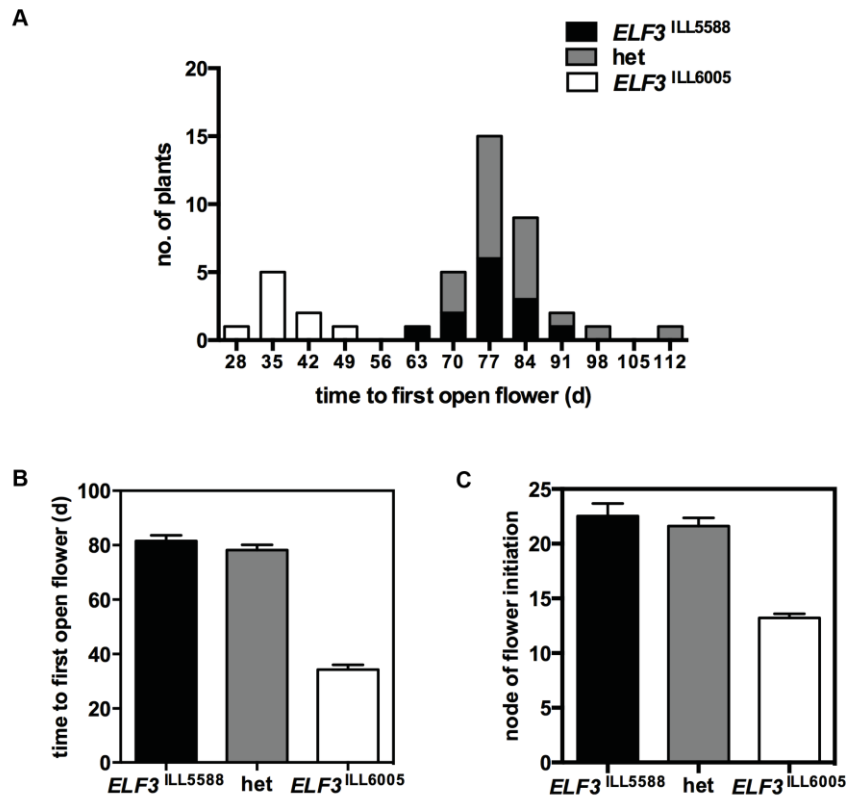 A
ELF3 ILL5588
het
ELF3 ILL6005
20
15
10
5
0
no. of plants
28 35 42 49 56 63 70 77 84 91 98 105 112
time to first open flower (d)
B
100
80
60
40
20
0
time to first open flower (d)
ELF3 ILL5588 het ELF3 ILL6005
C
25
20
15
10
5
0
node of flower initiation
ELF3 ILL5588 het ELF3 ILL6005